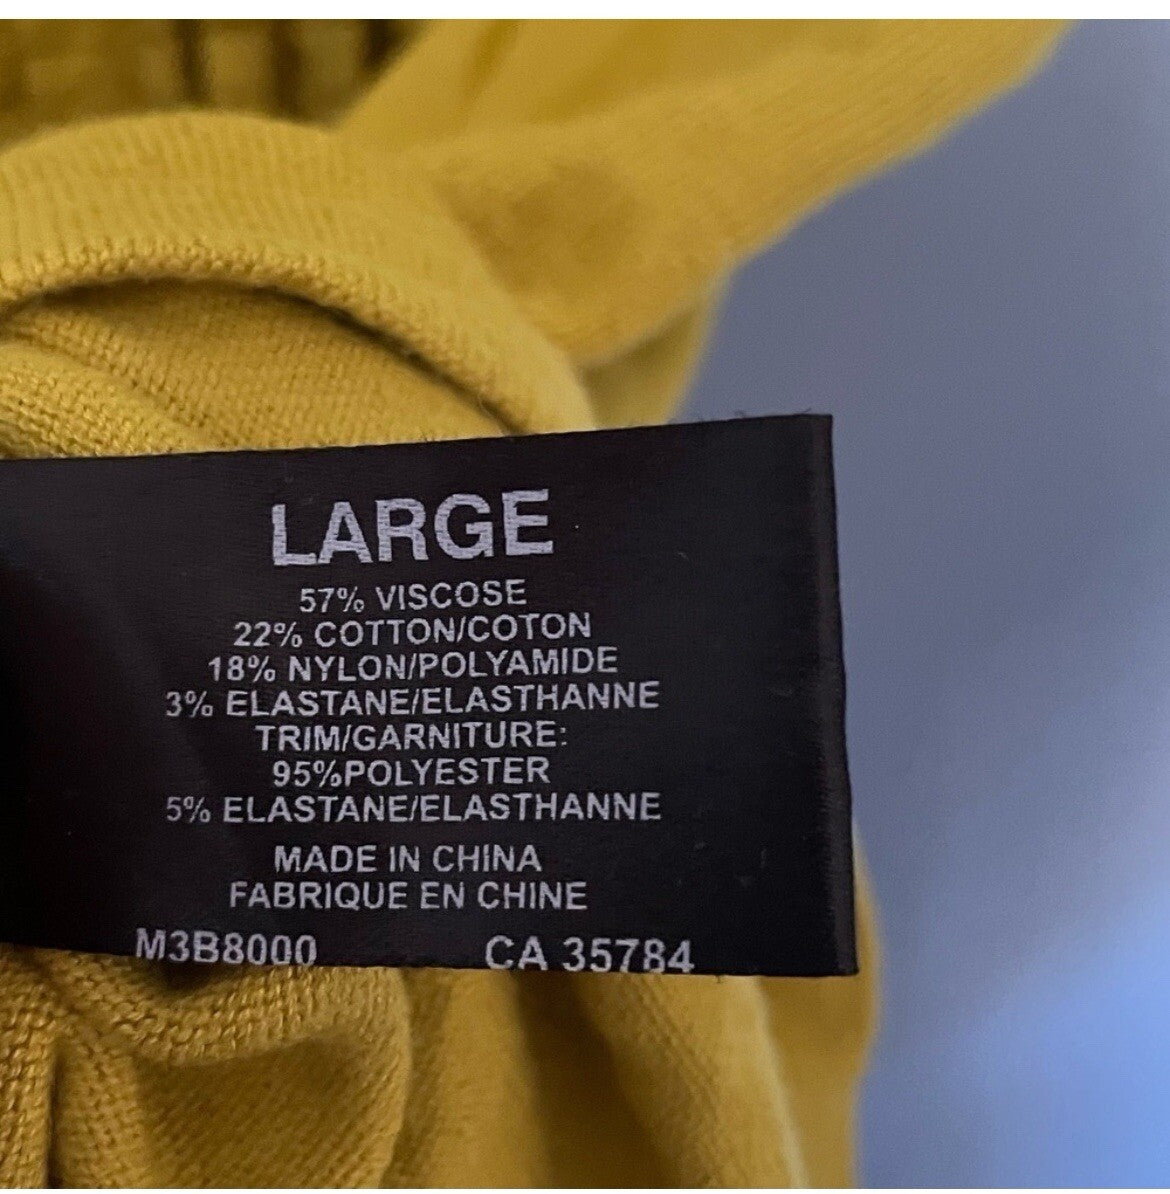 LARGE
57% VISCOSE
22% COTTON/COTON
18% NYLON/POLYAMIDE
3% ELASTANE/ELASTHANNE
TRIM/GARNITURE:
95%POLYESTER
5% ELASTANE/ELASTHANNE
MADE IN CHINA
FABRIQUE EN CHINE
M3B8000 CA 35784